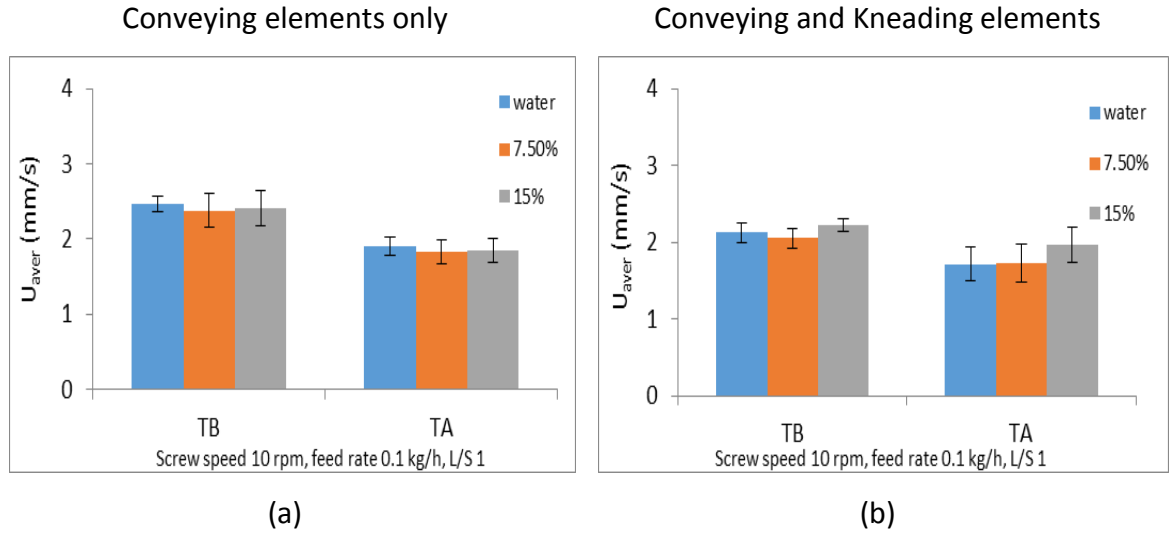 Conveying elements only
4
3
2
1
0
U_aver (mm/s)
water
7.50%
15%
TB
TA
Screw speed 10 rpm, feed rate 0.1 kg/h, L/S 1
(a)
Conveying and Kneading elements
4
3
2
1
0
U_aver (mm/s)
water
7.50%
15%
TB
TA
Screw speed 10 rpm, feed rate 0.1 kg/h, L/S 1
(b)